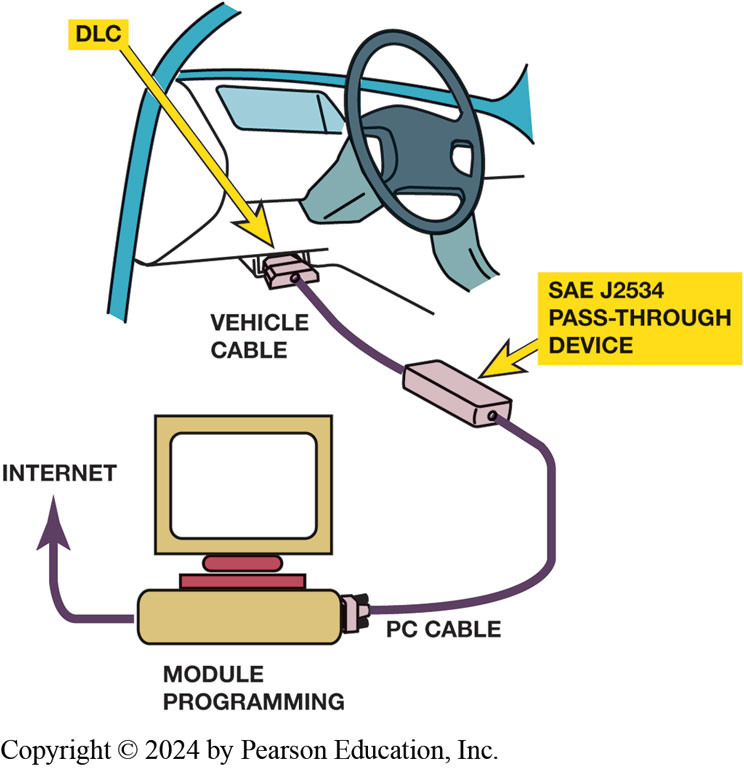 DLC
SAE J2534
PASS-THROUGH
DEVICE
VEHICLE
CABLE
INTERNET
PC CABLE
MODULE
PROGRAMMING
Copyright © 2024 by Pearson Education, Inc.